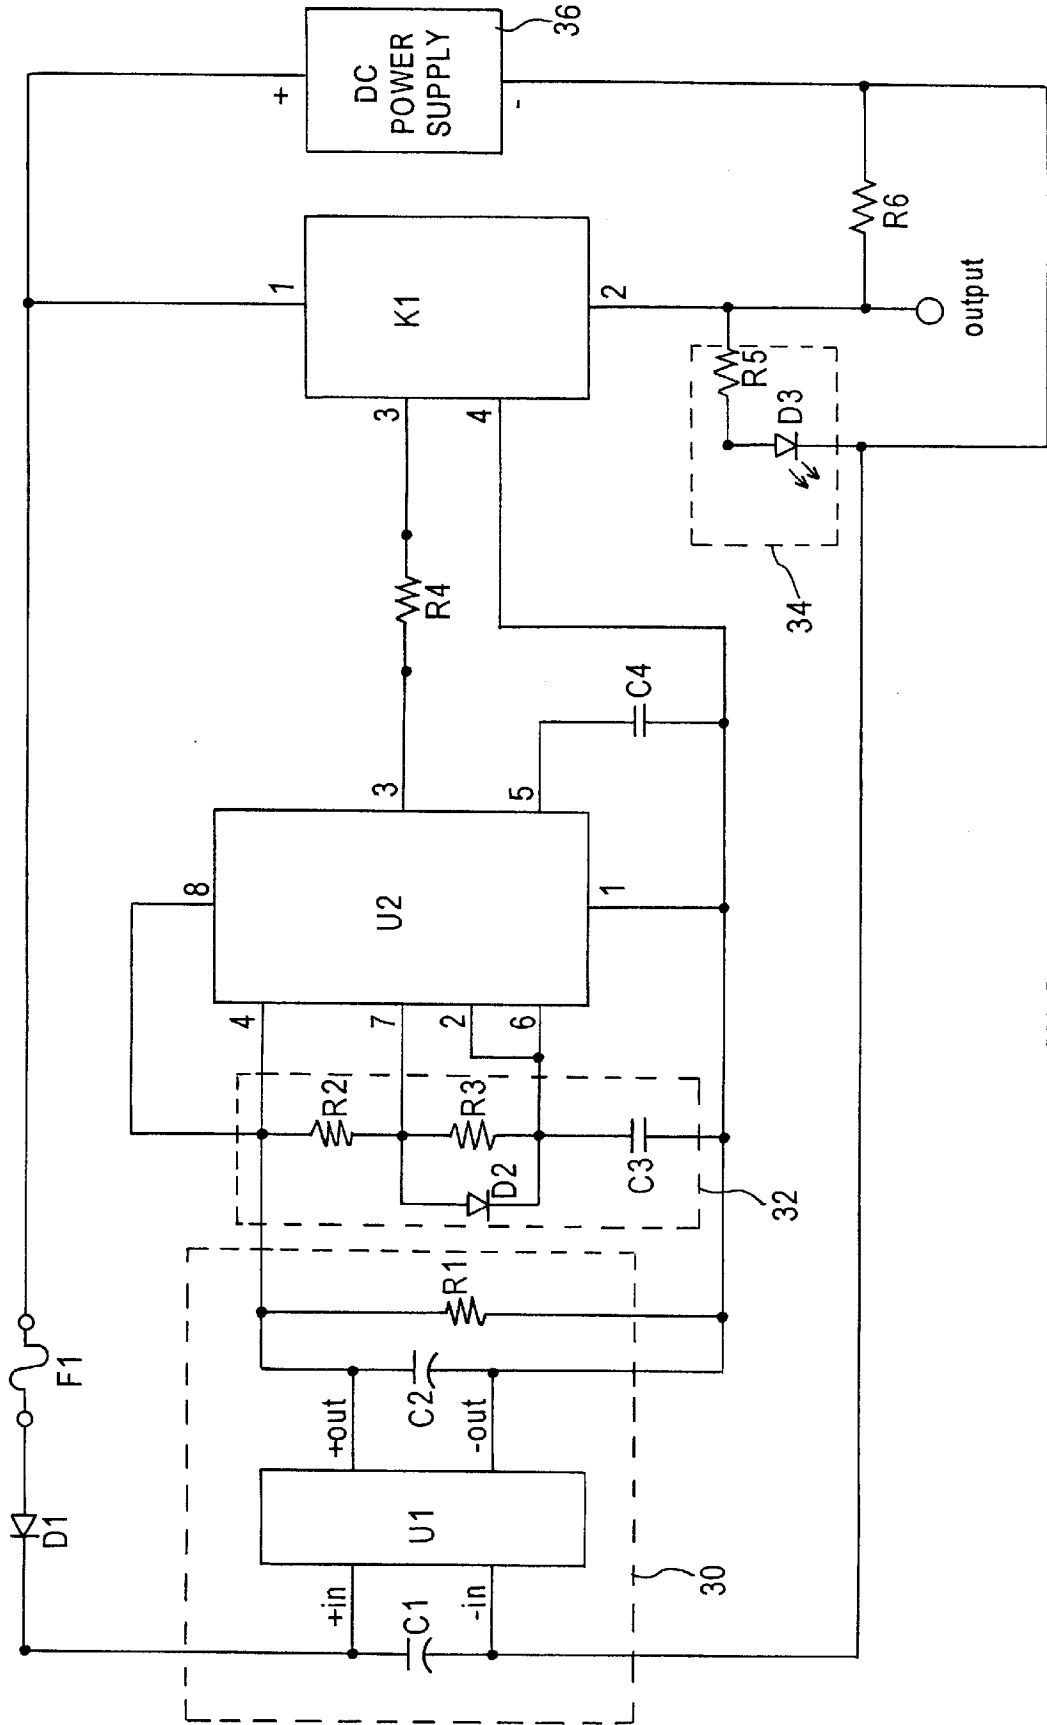 36
DC
POWER
SUPPLY
+
-
1
K1
2
3
4
R6
output
R5
D3
34
R4
C4
3
5
8
U2
1
4
7
2
6
R2
R3
D2
C3
32
F1
R1
+out
C2
-out
D1
U1
30
+in
C1
-in